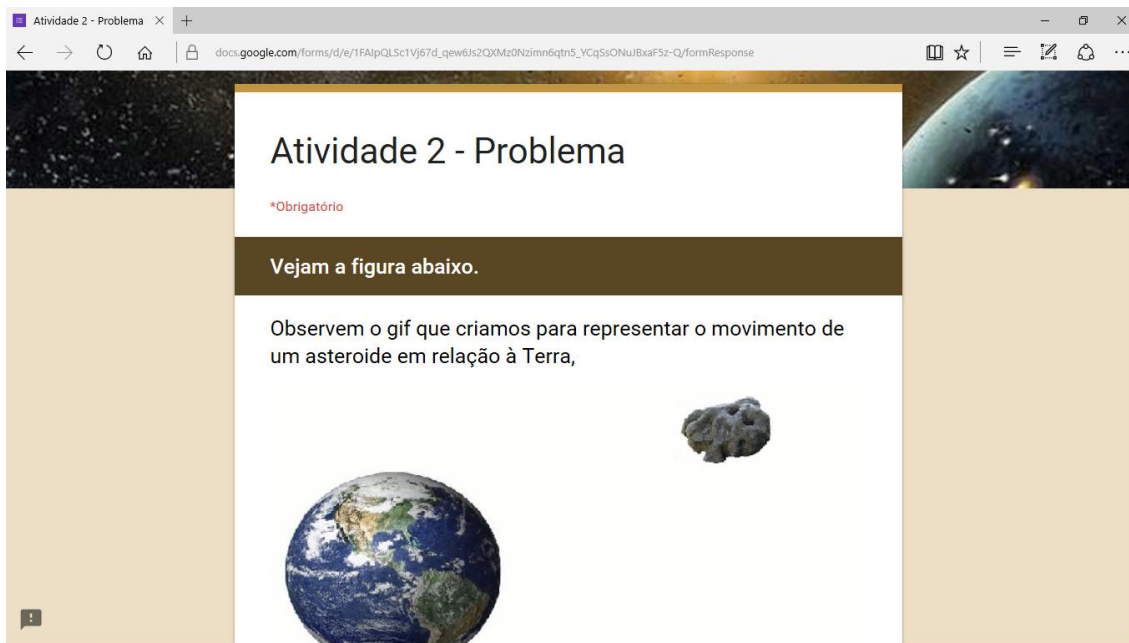 Atividade 2 - Problema
docs.google.com/forms/d/e/1FAIpQLSc1Vj67d_qew6Js2QXMz0Nzimn6qtn5_YCqSsONuJBxaF5z-Q/formResponse
Atividade 2 - Problema
*Obrigatório
Vejam a figura abaixo.
Observem o gif que criamos para representar o movimento de
um asteroide em relação à Terra,